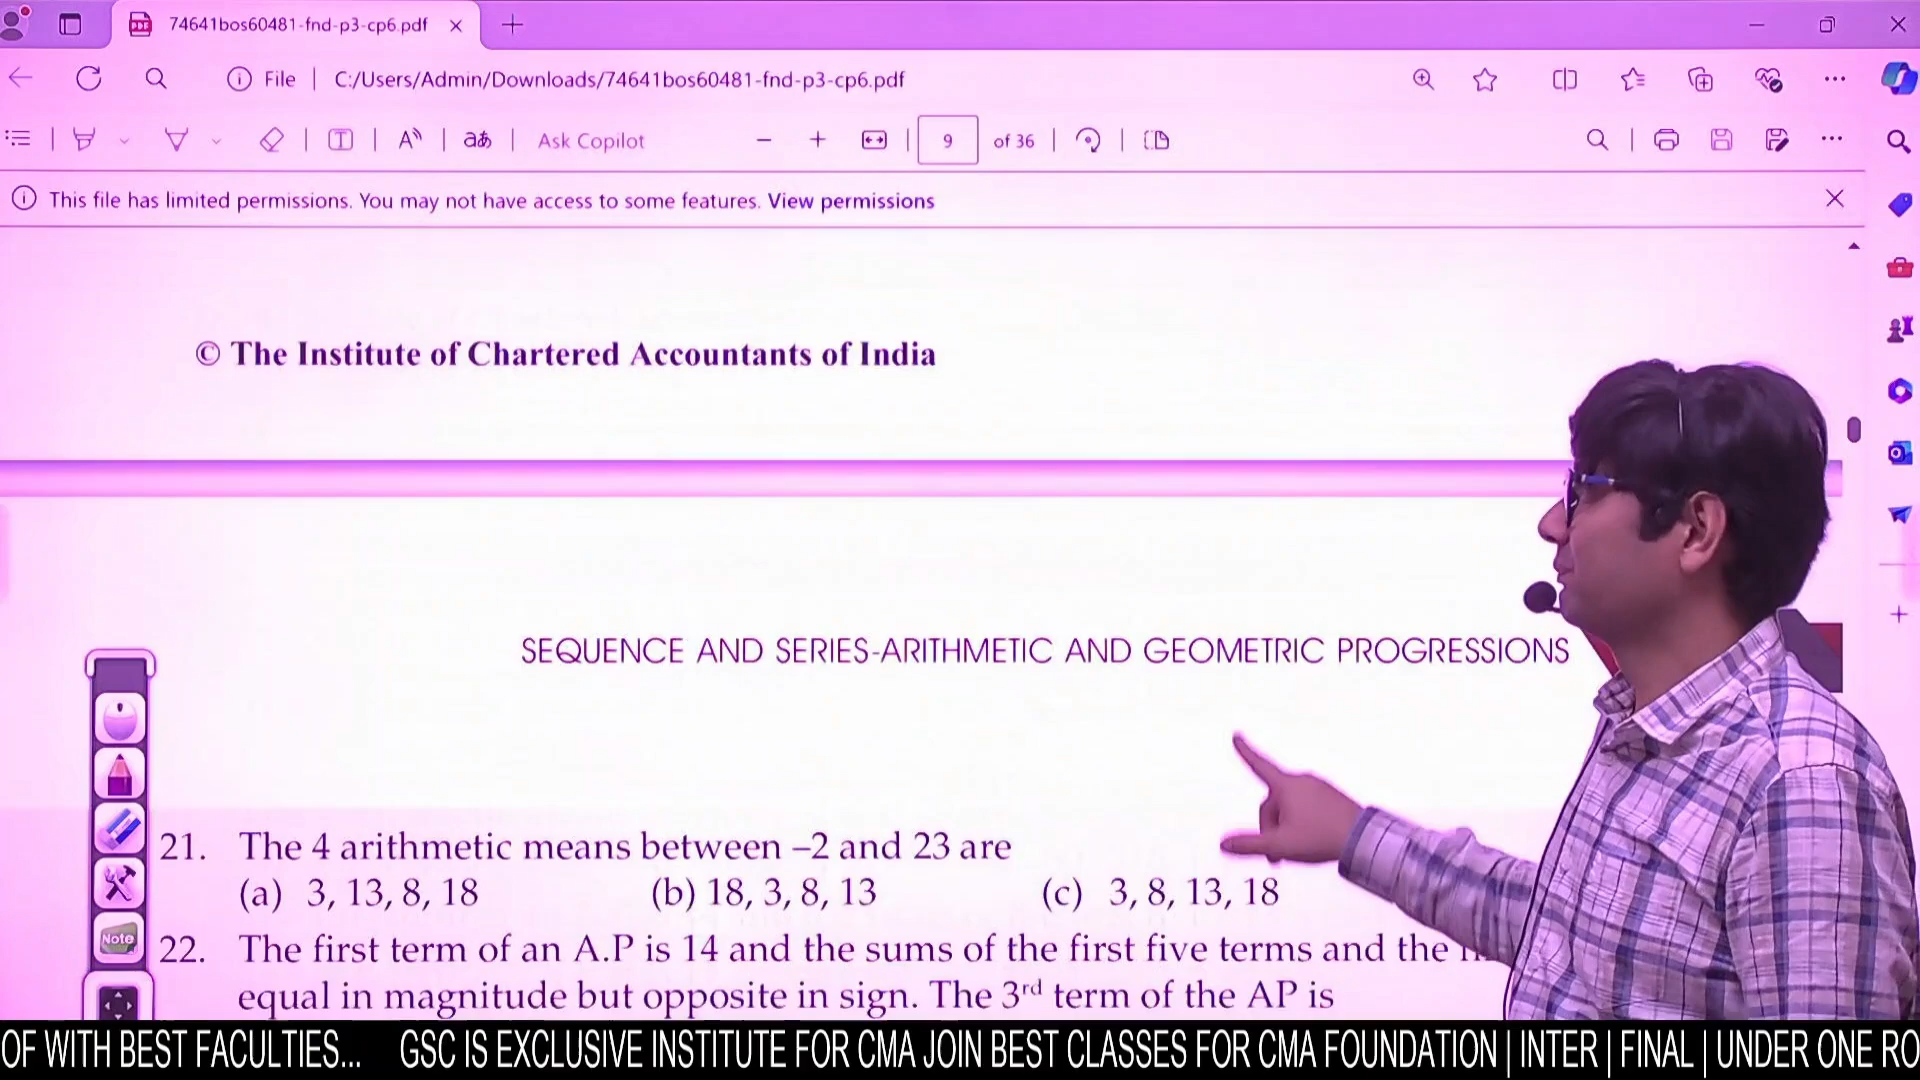 74641bos60481-fnd-p3-cp6.pdf
File | C:/Users/Admin/Downloads/74641bos60481-fnd-p3-cp6.pdf
Ask Copilot 9 of 36
This file has limited permissions. You may not have access to some features. View permissions
© The Institute of Chartered Accountants of India
SEQUENCE AND SERIES-ARITHMETIC AND GEOMETRIC PROGRESSIONS
21. The 4 arithmetic means between –2 and 23 are
(a) 3, 13, 8, 18 (b) 18, 3, 8, 13 (c) 3, 8, 13, 18
Note
22. The first term of an A.P is 14 and the sums of the first five terms and the
equal in magnitude but opposite in sign. The 3rd term of the AP is
OF WITH BEST FACULTIES... GSC IS EXCLUSIVE INSTITUTE FOR CMA JOIN BEST CLASSES FOR CMA FOUNDATION | INTER | FINAL | UNDER ONE RO